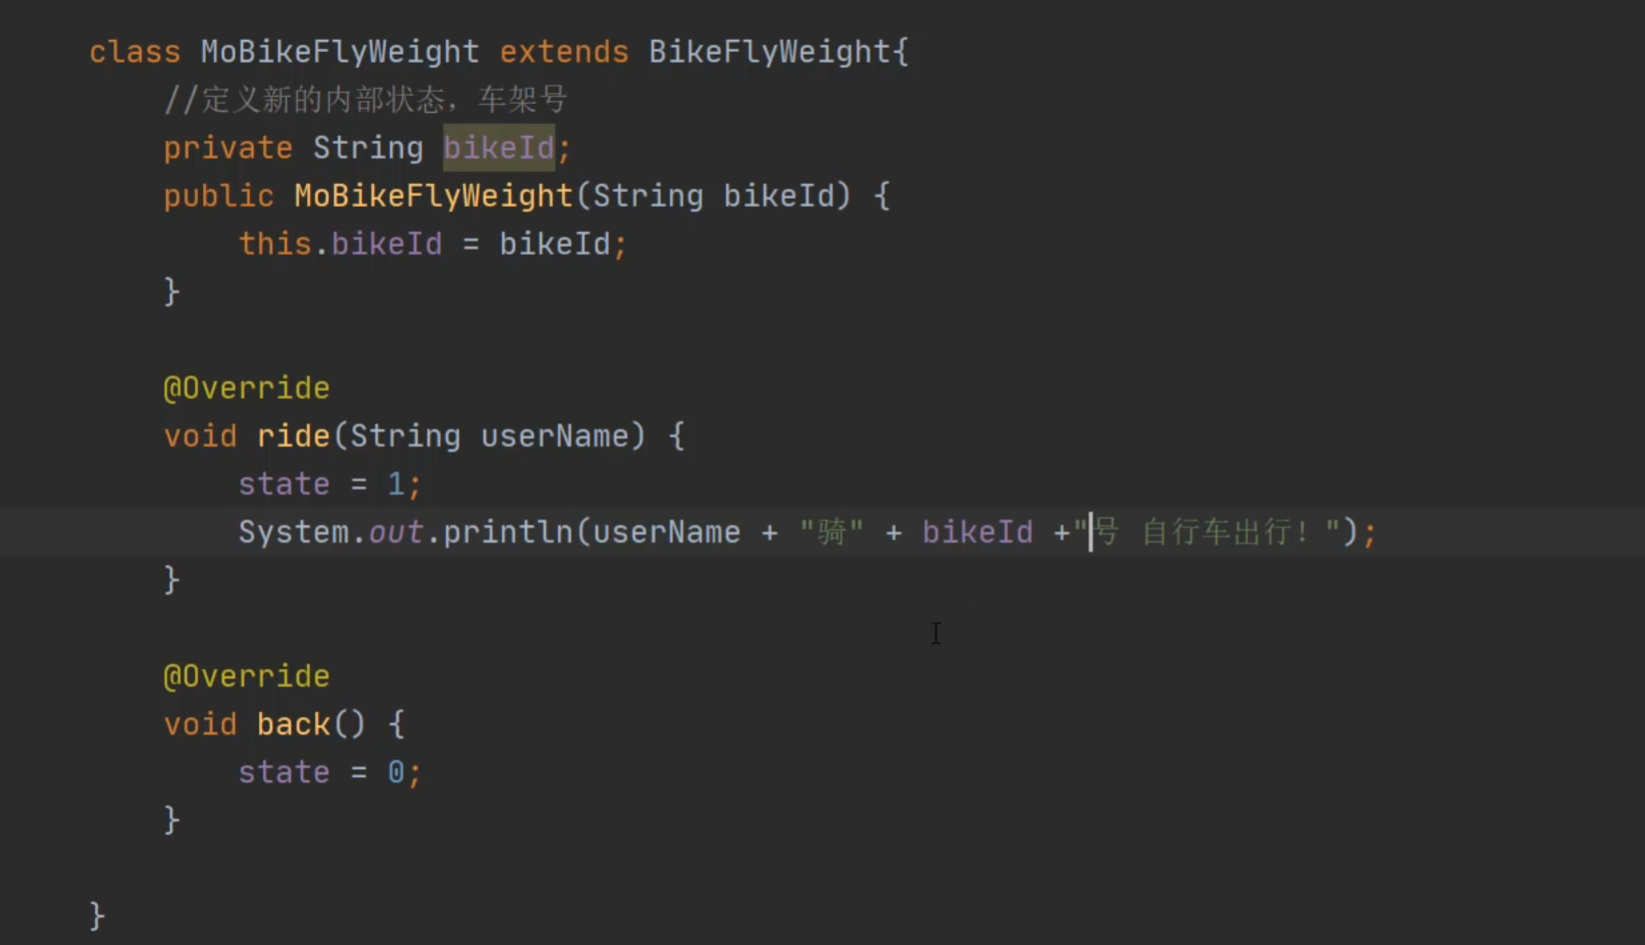 class MoBikeFlyWeight extends BikeFlyWeight{
    //定义新的内部状态，车架号
    private String bikeId;
    public MoBikeFlyWeight(String bikeId) {
        this.bikeId = bikeId;
    }

    @Override
    void ride(String userName) {
        state = 1;
        System.out.println(userName + "骑" + bikeId +"号 自行车出行！");
    }

    @Override
    void back() {
        state = 0;
    }

}